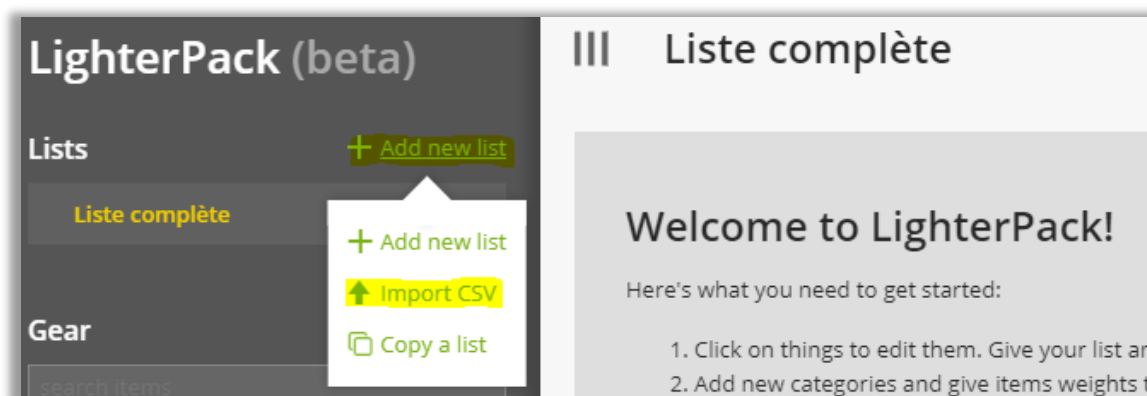 LighterPack (beta)
Lists
+ Add new list
Liste complète
+ Add new list
Import CSV
Copy a list
Gear
search items
Liste complète
Welcome to LighterPack!
Here's what you need to get started:
1. Click on things to edit them. Give your list
2. Add new categories and give items weights